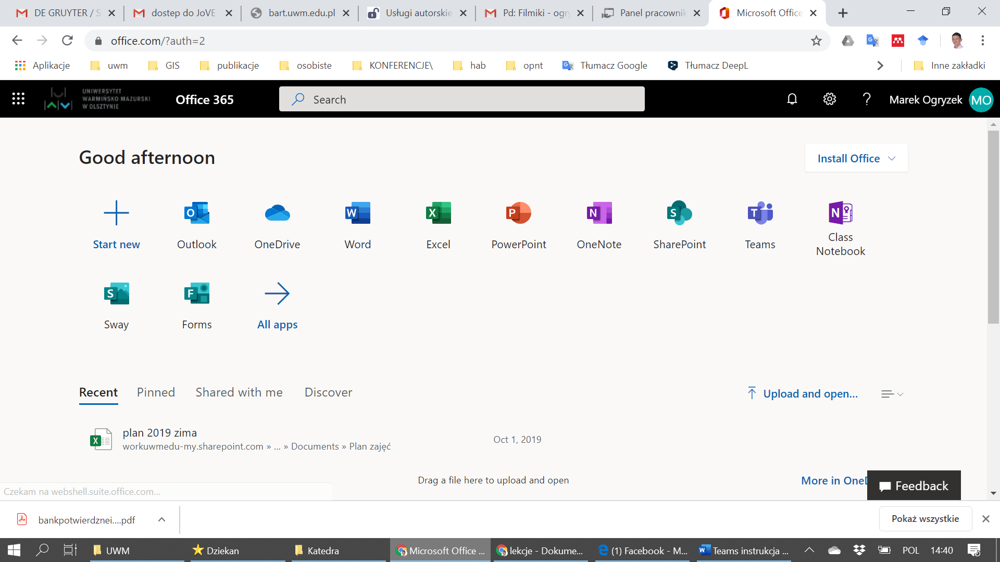 DE GRUYTER / S
dostep do JoVE
bart.uwm.edu.pl
Usługi autorskie
Pd: Filmiki - ogry
Panel pracownik
Microsoft Office
office.com/?auth=2
Aplikacje
uwm
GIS
publikacje
osobiste
KONFERENCJE\
hab
opnt
Tłumacz Google
Tłumacz DeepL
Inne zakładki
UNIWERSYTET
WARMIŃSKO-MAZURSKI
W OLSZTYNIE
Office 365
Search
Marek Ogryzek
MO
Good afternoon
Install Office
Start new
Outlook
OneDrive
Word
Excel
PowerPoint
OneNote
SharePoint
Teams
Class
Notebook
Sway
Forms
All apps
Recent
Pinned
Shared with me
Discover
Upload and open...
plan 2019 zima
workuwmedu-my.sharepoint.com » ... » Documents » Plan zajęć
Oct 1, 2019
Drag a file here to upload and open
More in OneD
Feedback
Czekam na webshell.suite.office.com...
bankpotwierdznei....pdf
Pokaż wszystkie
UWM
Dziekan
Katedra
Microsoft Office ...
lekcje - Dokume...
(1) Facebook - M...
Teams instrukcja ...
POL
14:40